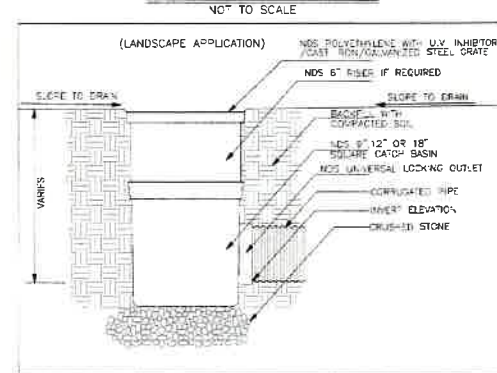 NOT TO SCALE
(LANDSCAPE APPLICATION)
NDS POLYETHYLENE WITH U.V. INHIBITOR
/CAST IRON/GALVANIZED STEEL GRATE
NDS 6" RISER IF REQUIRED
SLOPE TO DRAIN
SLOPE TO DRAIN
BACKFILL WITH
COMPACTED SOIL
NDS 9", 12" OR 18"
SQUARE CATCH BASIN
NDS UNIVERSAL LOCKING OUTLET
VARIES
CORRUGATED PIPE
INVERT ELEVATION
CRUSHED STONE